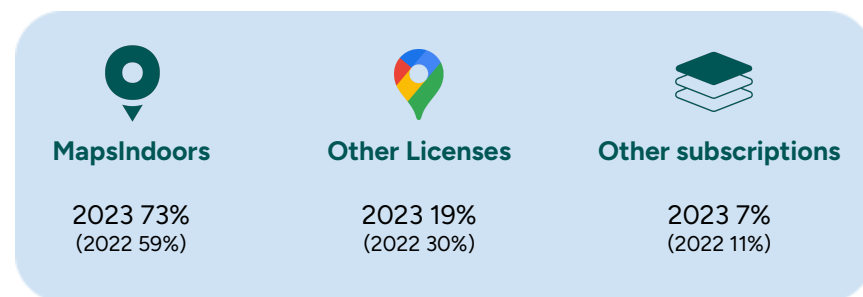 MapsIndoors
Other Licenses
Other subscriptions
2023 73%
2023 19%
2023 7%
(2022 59%)
(2022 30%)
(2022 11%)